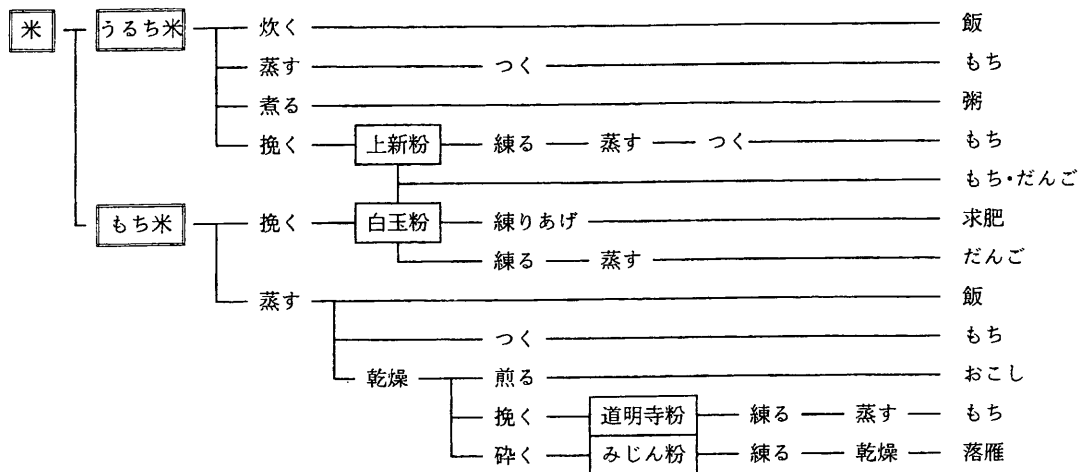 米 うるち米 炊く 飯
蒸す つく もち
煮る 粥
挽く 上新粉 練る 蒸す つく もち
もち・だんご
もち米 挽く 白玉粉 練りあげ 求肥
練る 蒸す だんご
蒸す 飯
つく もち
乾燥 煎る おこし
挽く 道明寺粉 練る 蒸す もち
砕く みじん粉 練る 乾燥 落雁